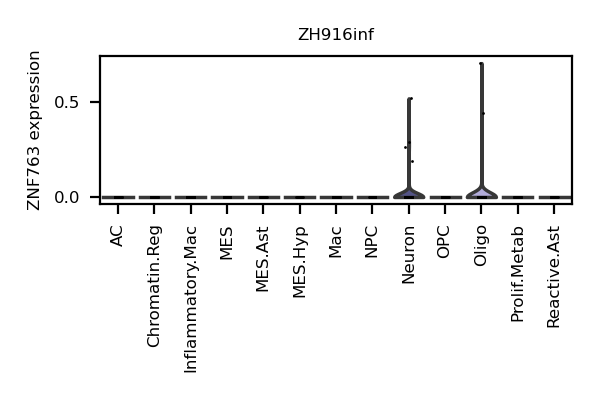 ZH916inf
ZNF763 expression
0.5
0.0
AC
Chromatin.Reg
Inflammatory.Mac
MES
MES.Ast
MES.Hyp
Mac
NPC
Neuron
OPC
Oligo
Prolif.Metab
Reactive.Ast